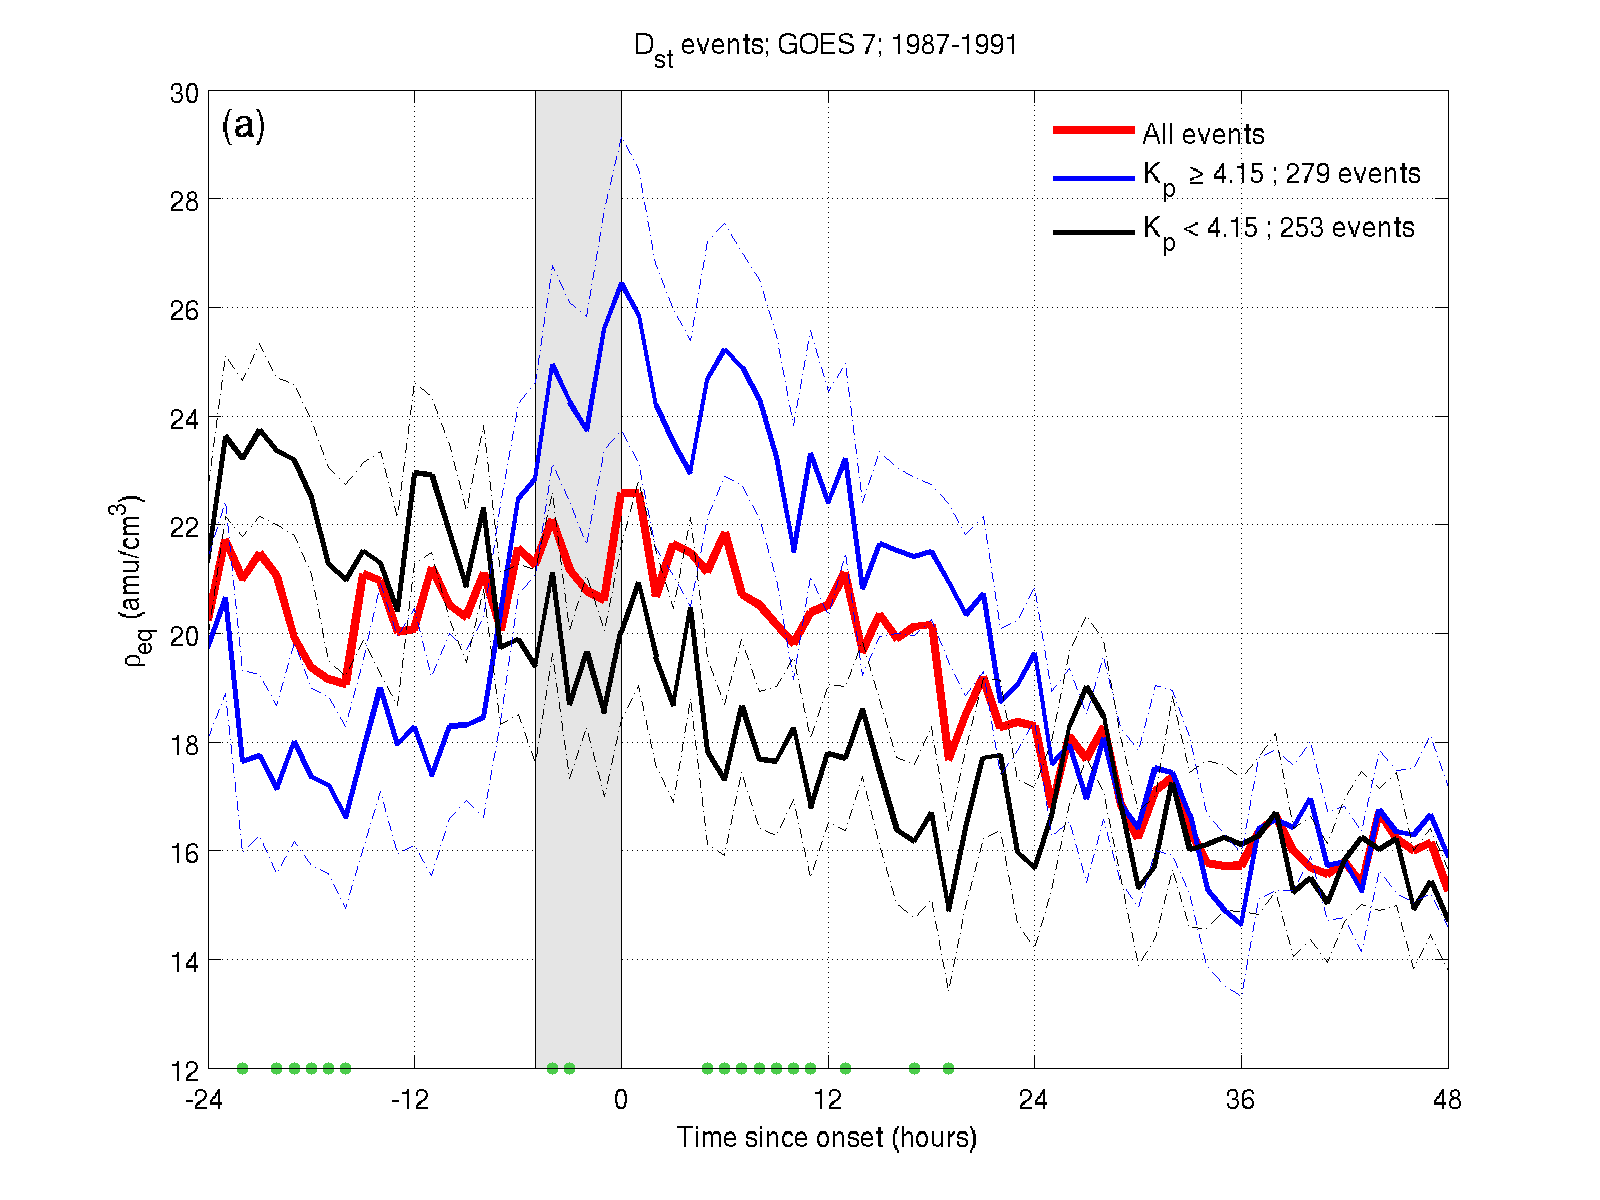 Dst events; GOES 7; 1987-1991
(a)
All events
Kp ≥ 4.15 ; 279 events
Kp < 4.15 ; 253 events
30
28
26
24
22
20
18
16
14
12
ρeq (amu/cm3)
-24 -12 0 12 24 36 48
Time since onset (hours)